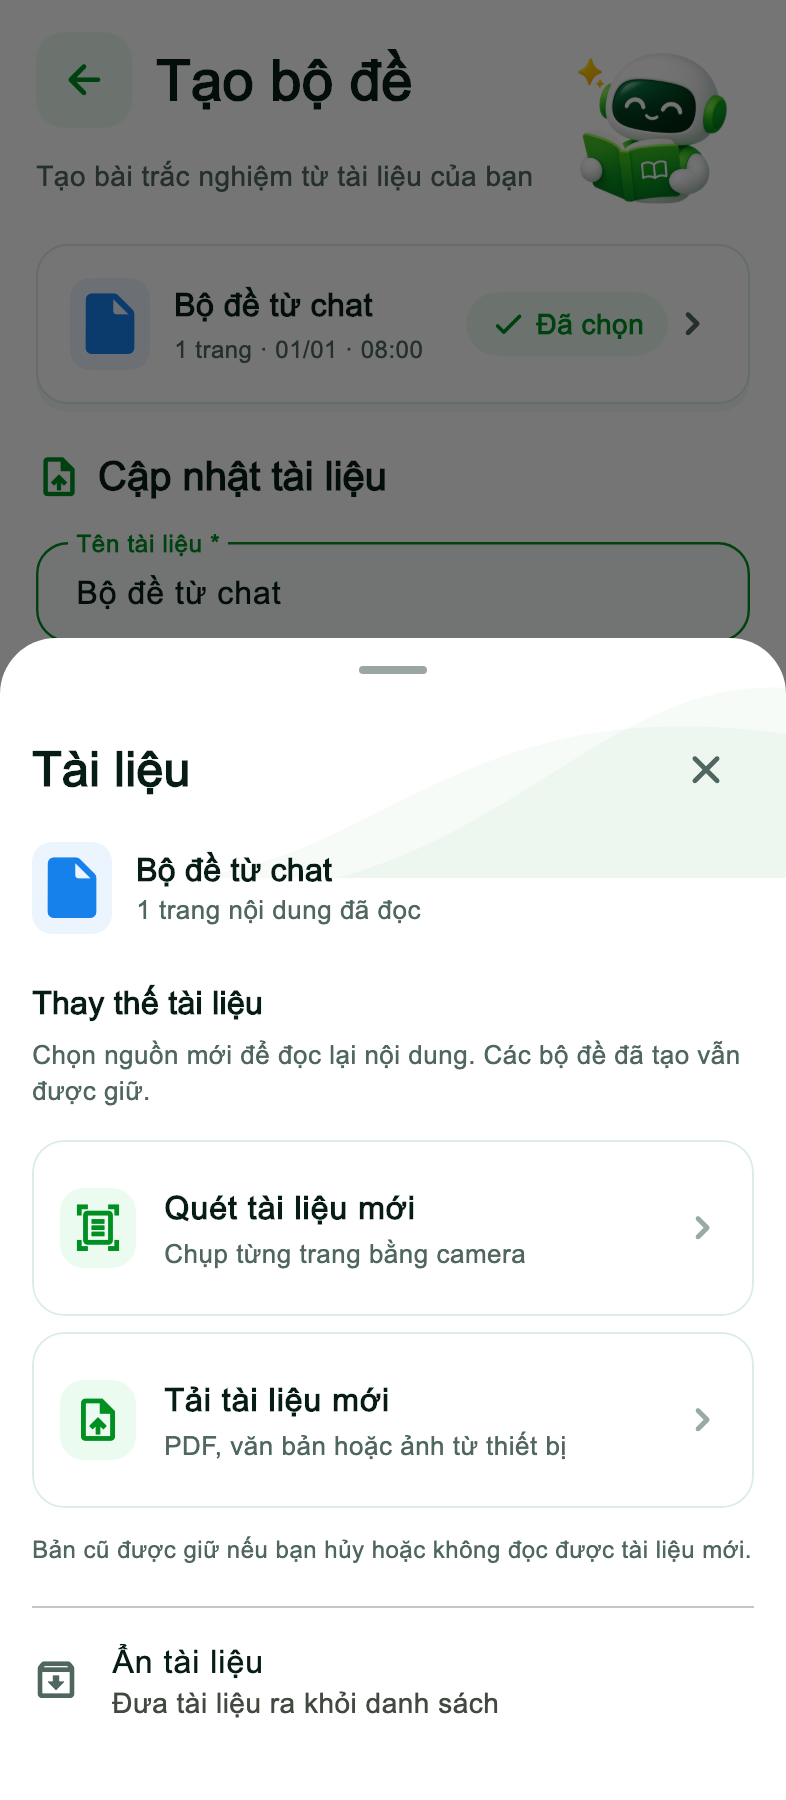 Tạo bộ đề
Tạo bài trắc nghiệm từ tài liệu của bạn
Bộ đề từ chat
1 trang · 01/01 · 08:00
Đã chọn
Cập nhật tài liệu
Tên tài liệu *
Bộ đề từ chat
Tài liệu
Bộ đề từ chat
1 trang nội dung đã đọc
Thay thế tài liệu
Chọn nguồn mới để đọc lại nội dung. Các bộ đề đã tạo vẫn
được giữ.
Quét tài liệu mới
Chụp từng trang bằng camera
Tải tài liệu mới
PDF, văn bản hoặc ảnh từ thiết bị
Bản cũ được giữ nếu bạn hủy hoặc không đọc được tài liệu mới.
Ẩn tài liệu
Đưa tài liệu ra khỏi danh sách